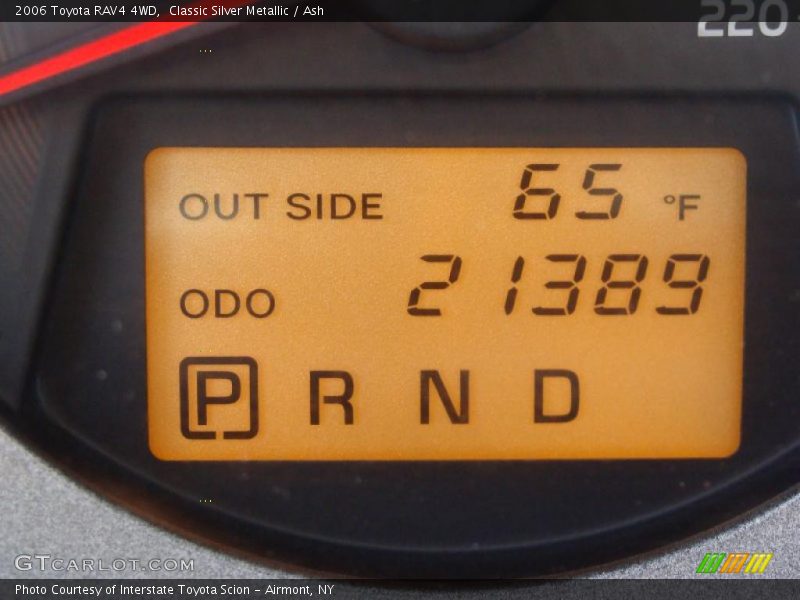 2006 Toyota RAV4 4WD, Classic Silver Metallic / Ash
220
OUT SIDE 65 °F
ODO 21389
P R N D
GTCARLOT.COM
Photo Courtesy of Interstate Toyota Scion - Airmont, NY